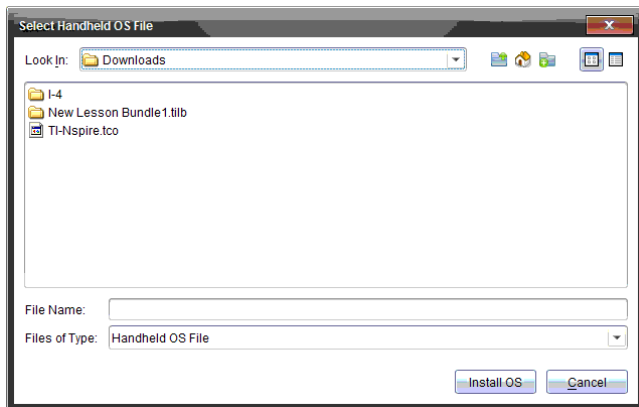 Select Handheld OS File
Look In: Downloads
I-4
New Lesson Bundle1.tilb
TI-Nspire.tco
File Name:
Files of Type: Handheld OS File
Install OS Cancel